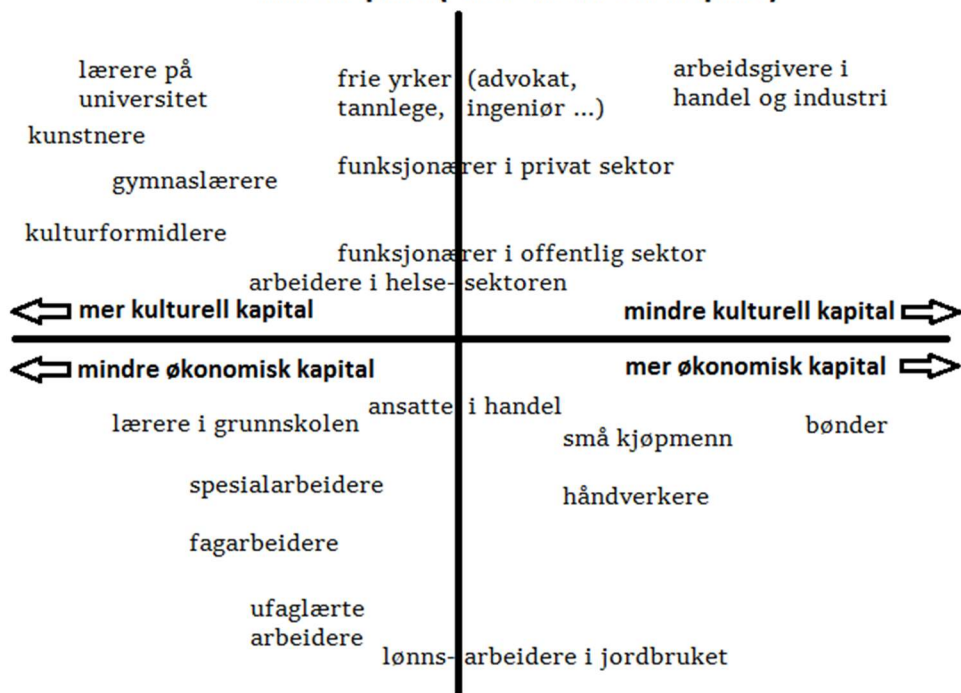 lærere på
universitet
frie yrker (advokat,
tannlege, ingeniør ...)
arbeidsgivere i
handel og industri
kunstnere
gymnaslærere
funksjonærer i privat sektor
kulturformidlere
funksjonærer i offentlig sektor
arbeidere i helse-sektoren
mer kulturell kapital
mindre kulturell kapital
mindre økonomisk kapital
mer økonomisk kapital
ansatte i handel
lærere i grunnskolen
små kjøpmenn
bønder
spesialarbeidere
håndverkere
fagarbeidere
ufaglærte
arbeidere
lønns-arbeidere i jordbruket